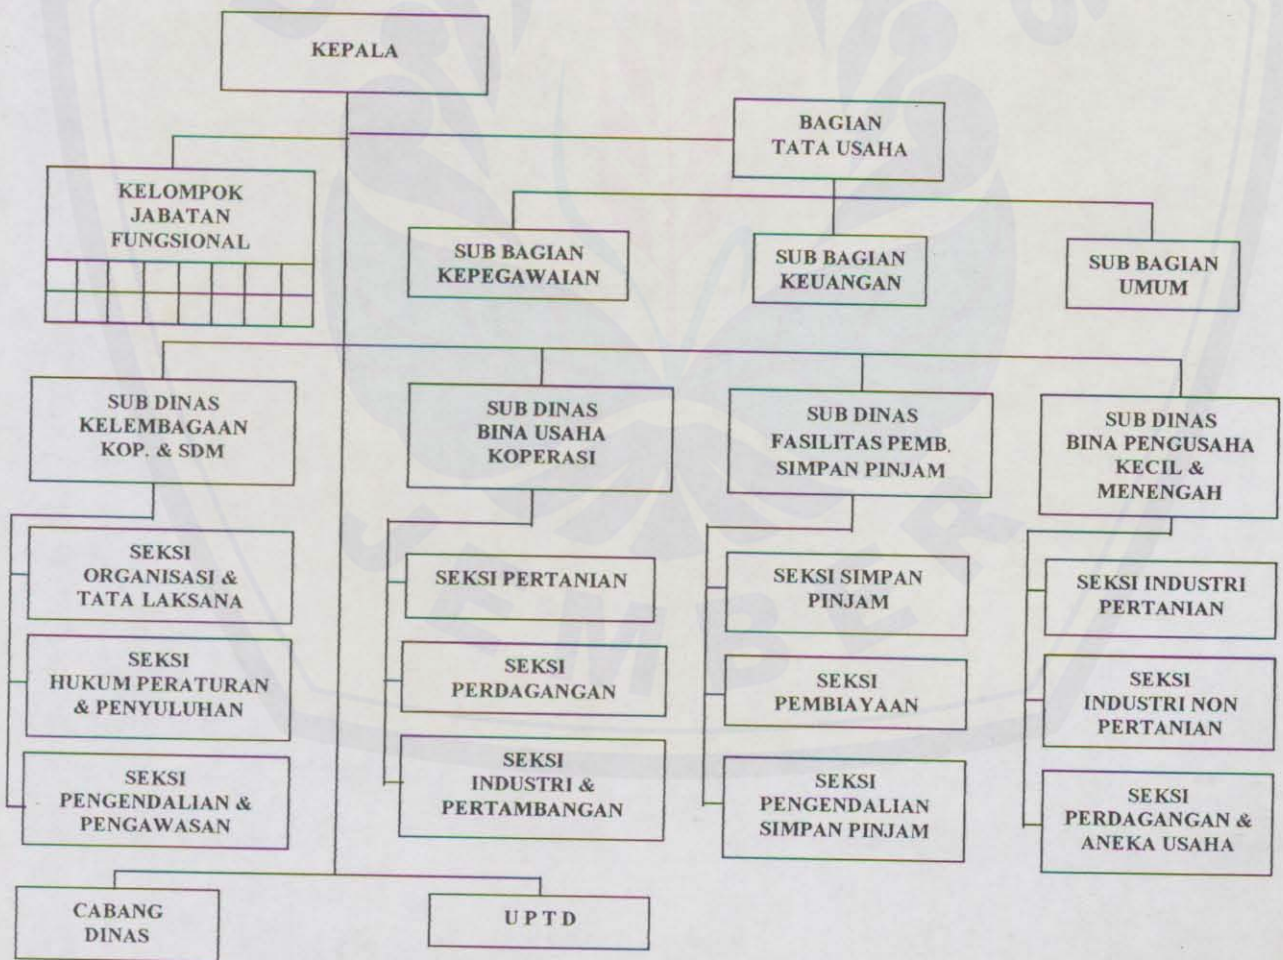 KEPALA
BAGIAN
TATA USAHA
KELOMPOK
JABATAN
FUNGSIONAL
SUB BAGIAN
KEPEGAWAIAN
SUB BAGIAN
KEUANGAN
SUB BAGIAN
UMUM
SUB DINAS
KELEMBAGAAN
KOP. & SDM
SUB DINAS
BINA USAHA
KOPERASI
SUB DINAS
FASILITAS PEMB.
SIMPAN PINJAM
SUB DINAS
BINA PENGUSAHA
KECIL &
MENENGAH
SEKSI
ORGANISASI &
TATA LAKSANA
SEKSI
HUKUM PERATURAN
& PENYULUHAN
SEKSI
PENGENDALIAN &
PENGAWASAN
SEKSI PERTANIAN
SEKSI
PERDAGANGAN
SEKSI
INDUSTRI &
PERTAMBANGAN
SEKSI SIMPAN
PINJAM
SEKSI
PEMBIAYAAN
SEKSI
PENGENDALIAN
SIMPAN PINJAM
SEKSI INDUSTRI
PERTANIAN
SEKSI
INDUSTRI NON
PERTANIAN
SEKSI
PERDAGANGAN &
ANEKA USAHA
CABANG
DINAS
U P T D
JEMBER